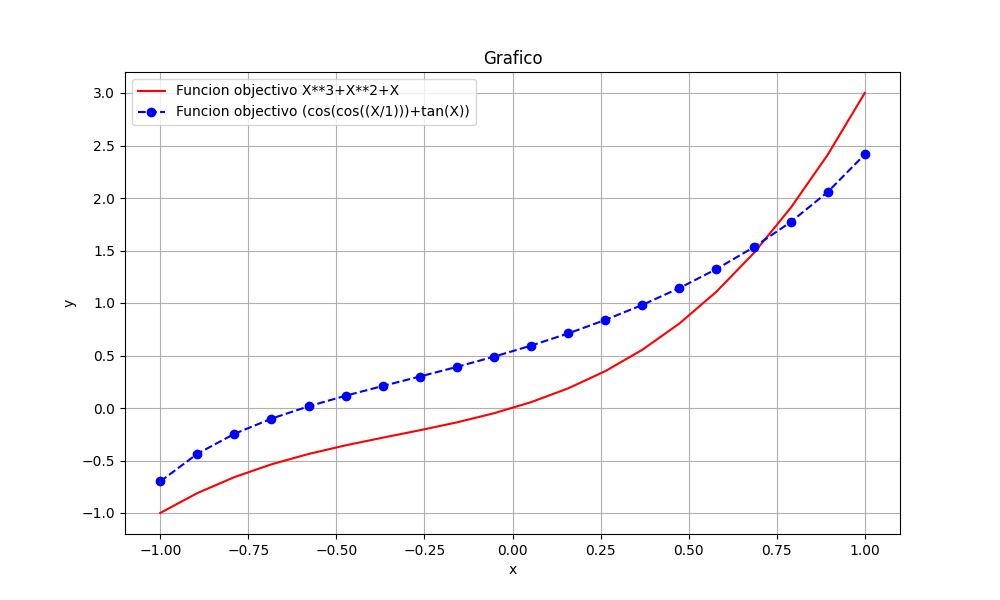 Grafico
Funcion objectivo X**3+X**2+X
Funcion objectivo (cos(cos((X/1)))+tan(X))
3.0
2.5
2.0
1.5
1.0
0.5
0.0
−0.5
−1.0
y
−1.00 −0.75 −0.50 −0.25 0.00 0.25 0.50 0.75 1.00
x